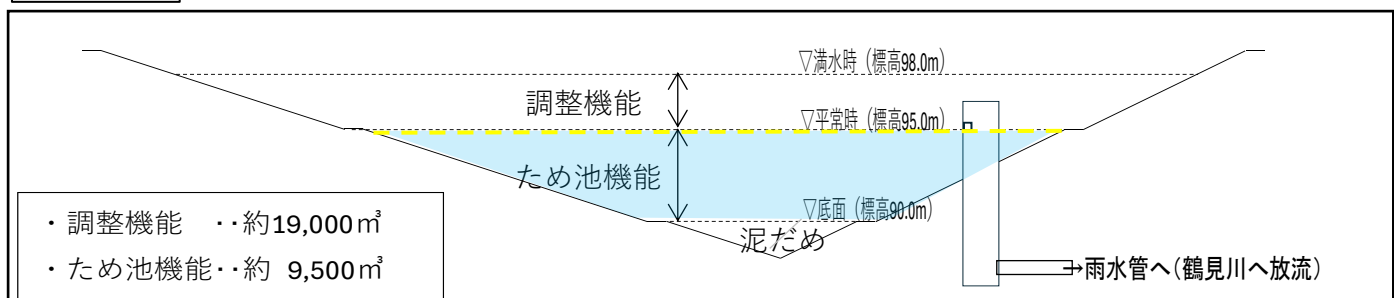 ▽満水時（標高98.0m）
調整機能
▽平常時（標高95.0m）
ため池機能
▽底面（標高90.0m）
泥だめ
・調整機能　‥約19,000㎥
・ため池機能‥約 9,500㎥
→雨水管へ（鶴見川へ放流）